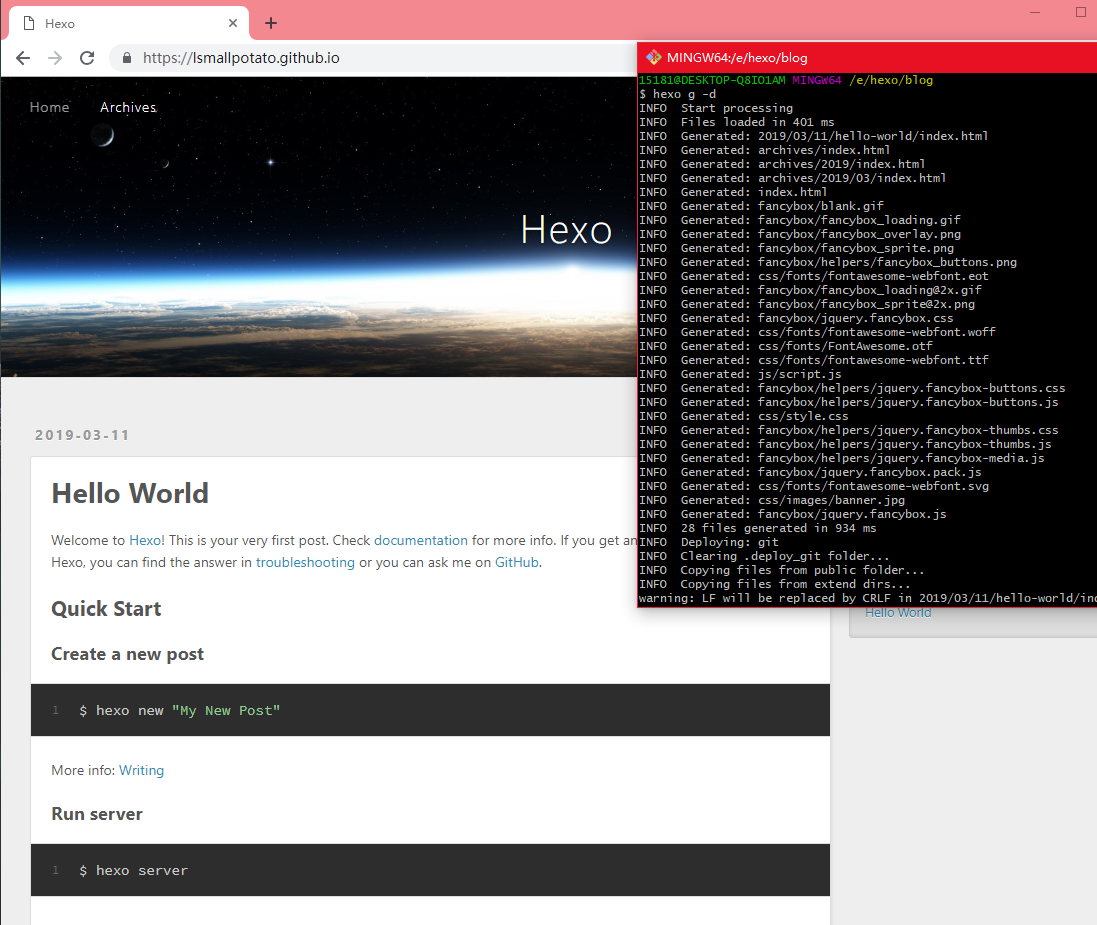 Hexo
https://lsmallpotato.github.io
Home
Archives
Hexo
2019-03-11
Hello World
Welcome to Hexo! This is your very first post. Check documentation for more info. If you get an
Hexo, you can find the answer in troubleshooting or you can ask me on GitHub.
Quick Start
Create a new post
1 $ hexo new "My New Post"
More info: Writing
Run server
1 $ hexo server
MINGW64:/e/hexo/blog
15181@DESKTOP-Q8IO1AM MINGW64 /e/hexo/blog
$ hexo g -d
INFO Start processing
INFO Files loaded in 401 ms
INFO Generated: 2019/03/11/hello-world/index.html
INFO Generated: archives/index.html
INFO Generated: archives/2019/index.html
INFO Generated: archives/2019/03/index.html
INFO Generated: index.html
INFO Generated: fancybox/blank.gif
INFO Generated: fancybox/fancybox_loading.gif
INFO Generated: fancybox/fancybox_overlay.png
INFO Generated: fancybox/fancybox_sprite.png
INFO Generated: fancybox/helpers/fancybox_buttons.png
INFO Generated: css/fonts/fontawesome-webfont.eot
INFO Generated: fancybox/fancybox_loading@2x.gif
INFO Generated: fancybox/fancybox_sprite@2x.png
INFO Generated: fancybox/jquery.fancybox.css
INFO Generated: css/fonts/fontawesome-webfont.woff
INFO Generated: css/fonts/FontAwesome.otf
INFO Generated: css/fonts/fontawesome-webfont.ttf
INFO Generated: js/script.js
INFO Generated: fancybox/helpers/jquery.fancybox-buttons.css
INFO Generated: fancybox/helpers/jquery.fancybox-buttons.js
INFO Generated: css/style.css
INFO Generated: fancybox/helpers/jquery.fancybox-thumbs.css
INFO Generated: fancybox/helpers/jquery.fancybox-thumbs.js
INFO Generated: fancybox/helpers/jquery.fancybox-media.js
INFO Generated: fancybox/jquery.fancybox.pack.js
INFO Generated: css/fonts/fontawesome-webfont.svg
INFO Generated: css/images/banner.jpg
INFO Generated: fancybox/jquery.fancybox.js
INFO 28 files generated in 934 ms
INFO Deploying: git
INFO Clearing .deploy_git folder...
INFO Copying files from public folder...
INFO Copying files from extend dirs...
warning: LF will be replaced by CRLF in 2019/03/11/hello-world/ind
Hello World